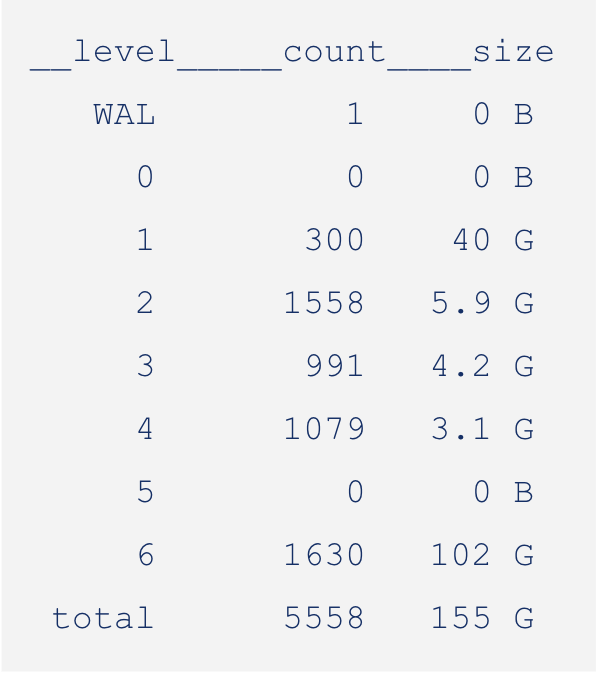 __level_____count____size
WAL 1 0 B
0 0 0 B
1 300 40 G
2 1558 5.9 G
3 991 4.2 G
4 1079 3.1 G
5 0 0 B
6 1630 102 G
total 5558 155 G